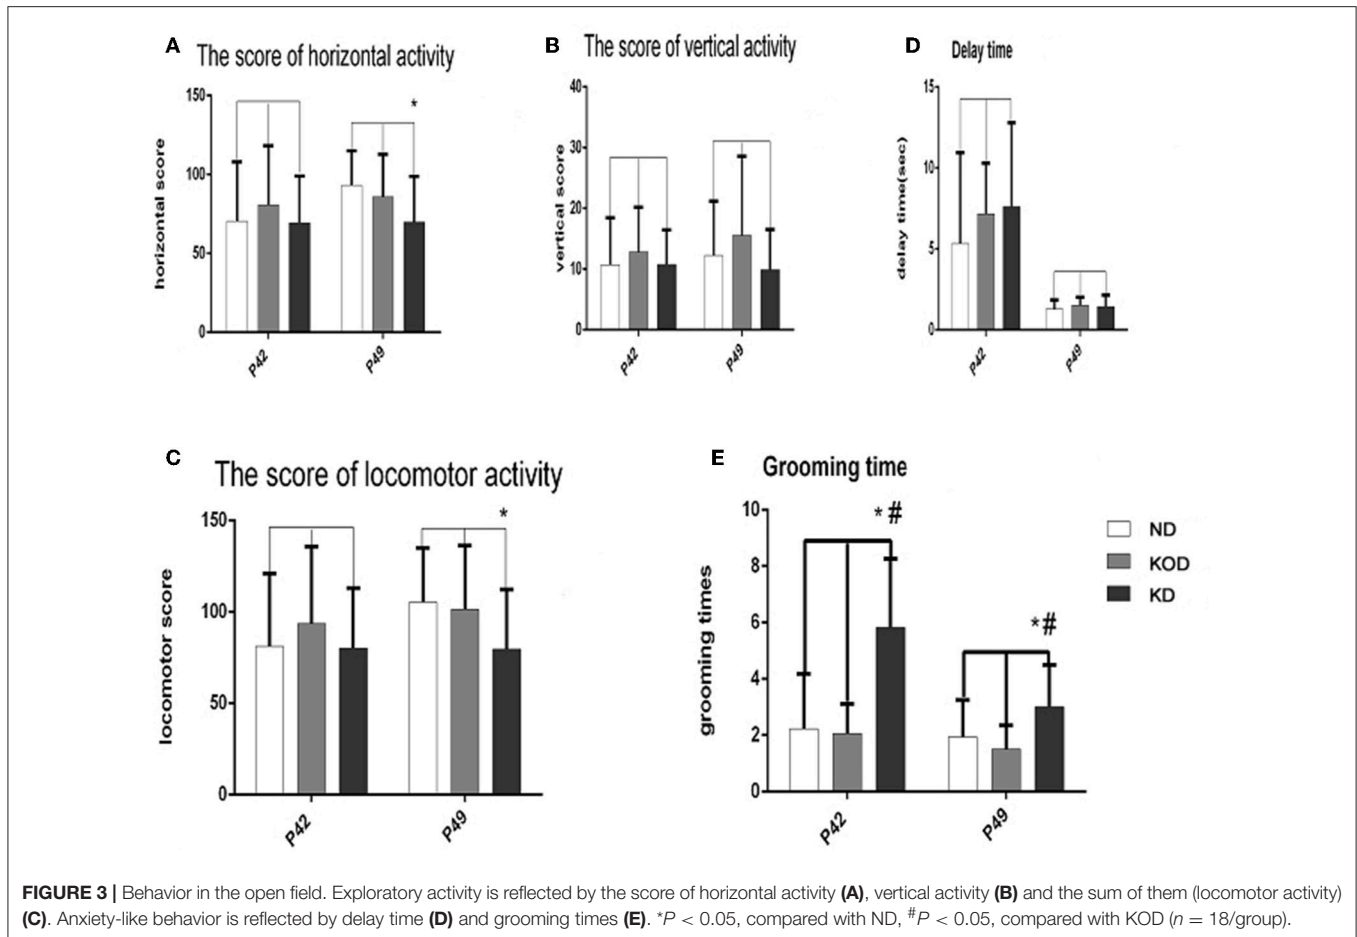 A The score of horizontal activity
150
100
50
0
horizontal score
*
P42
P49
B The score of vertical activity
40
30
20
10
0
vertical score
P42
P49
D Delay time
15
10
5
0
delay time(sec)
P42
P49
C The score of locomotor activity
150
100
50
0
locomotor score
*
P42
P49
E Grooming time
10
8
6
4
2
0
grooming times
*#
*#
P42
P49
ND
KOD
KD
FIGURE 3 | Behavior in the open field. Exploratory activity is reflected by the score of horizontal activity (A), vertical activity (B) and the sum of them (locomotor activity)
(C). Anxiety-like behavior is reflected by delay time (D) and grooming times (E). *P < 0.05, compared with ND, #P < 0.05, compared with KOD (n = 18/group).